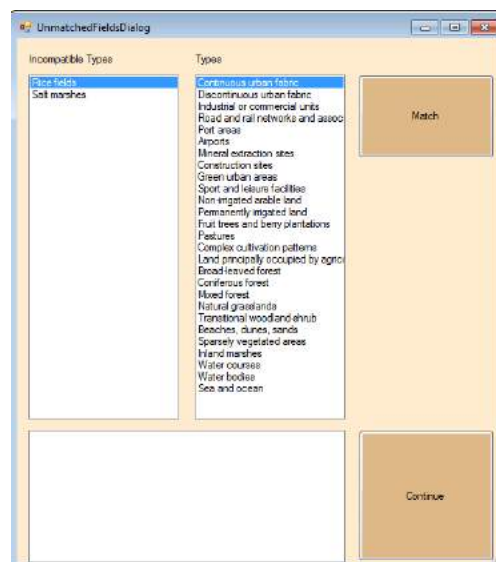 UnmatchedFieldsDialog
Incompatible Types
Types
Rice fields
Salt marshes
Continuous urban fabric
Discontinuous urban fabric
Industrial or commercial units
Road and rail networks and assoc
Port areas
Airports
Mineral extraction sites
Construction sites
Green urban areas
Sport and leisure facilities
Non-irrigated arable land
Permanently irrigated land
Fruit trees and berry plantations
Pastures
Complex cultivation patterns
Land principally occupied by agric
Broad-leaved forest
Coniferous forest
Mixed forest
Natural grasslands
Transitional woodland-shrub
Beaches, dunes, sands
Sparsely vegetated areas
Inland marshes
Water courses
Water bodies
Sea and ocean
Match
Continue